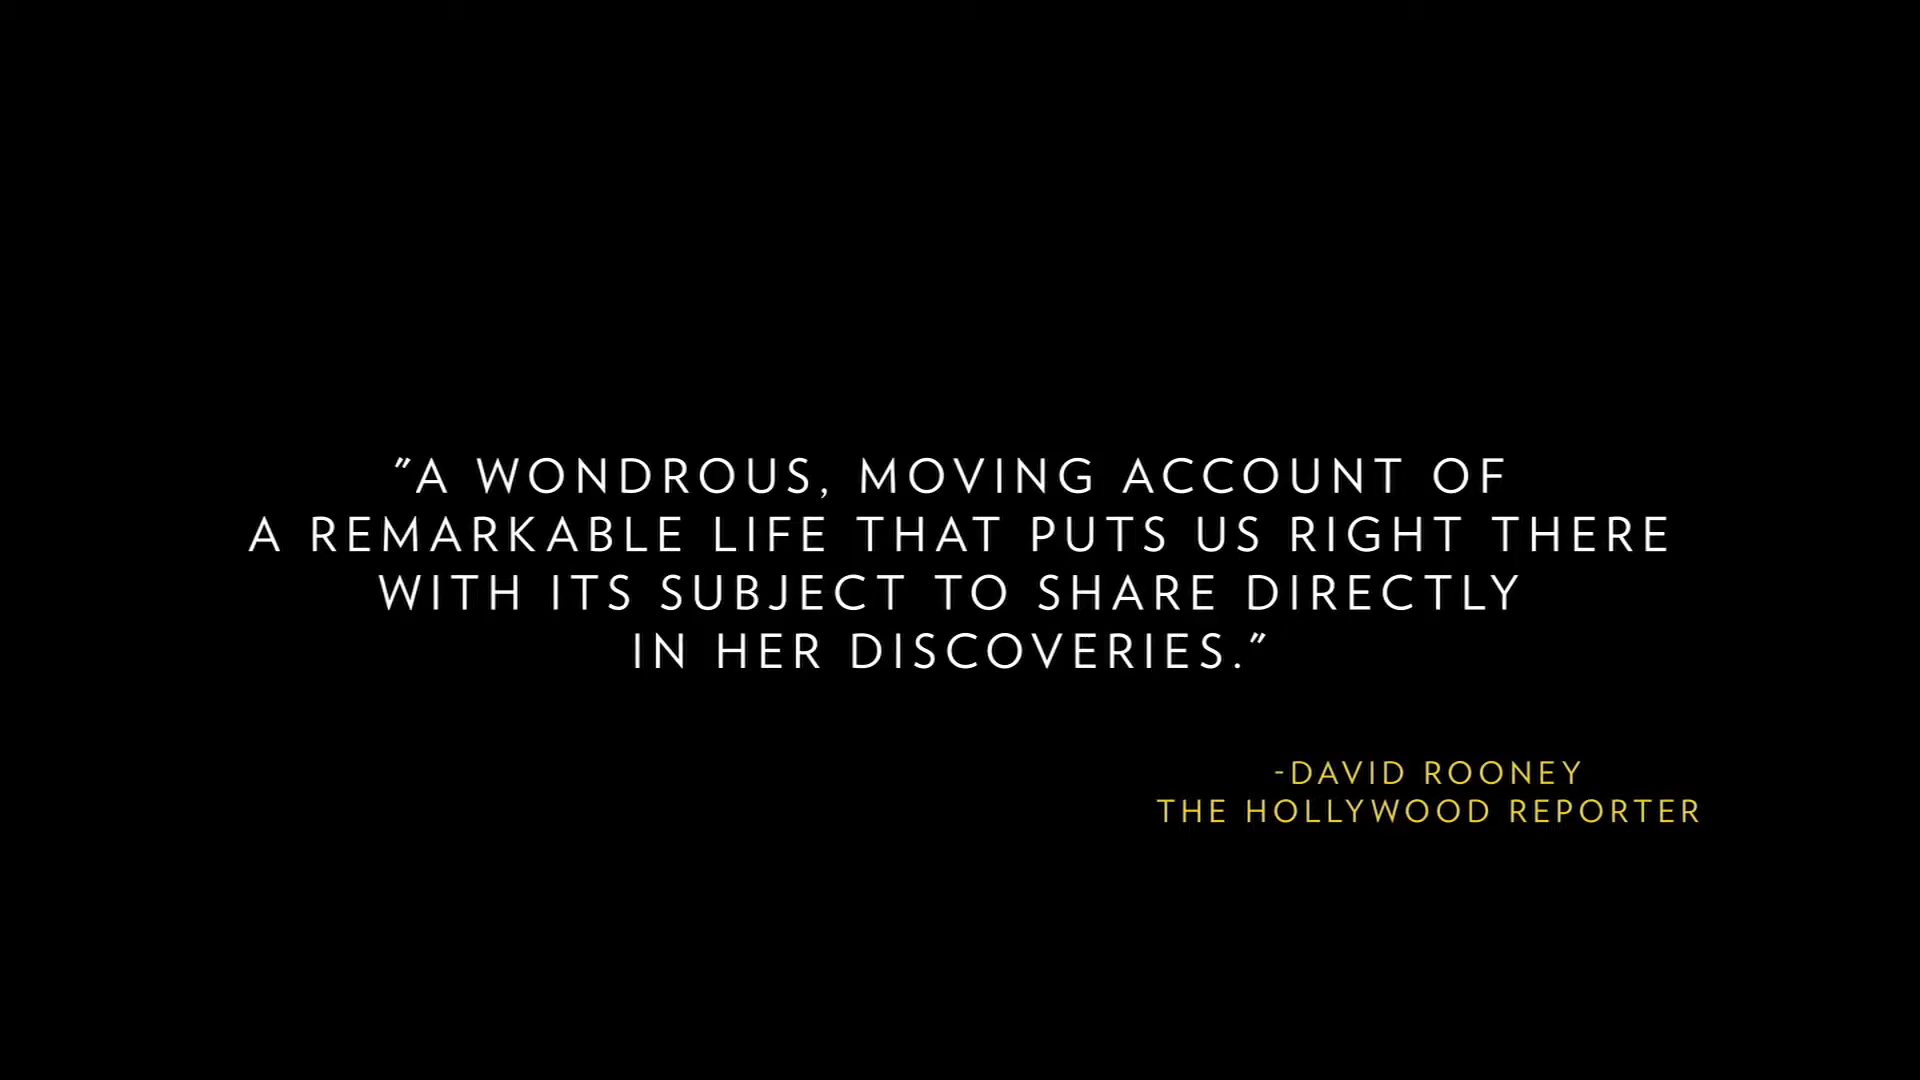 "A WONDROUS, MOVING ACCOUNT OF
A REMARKABLE LIFE THAT PUTS US RIGHT THERE
WITH ITS SUBJECT TO SHARE DIRECTLY
IN HER DISCOVERIES."
-DAVID ROONEY
THE HOLLYWOOD REPORTER